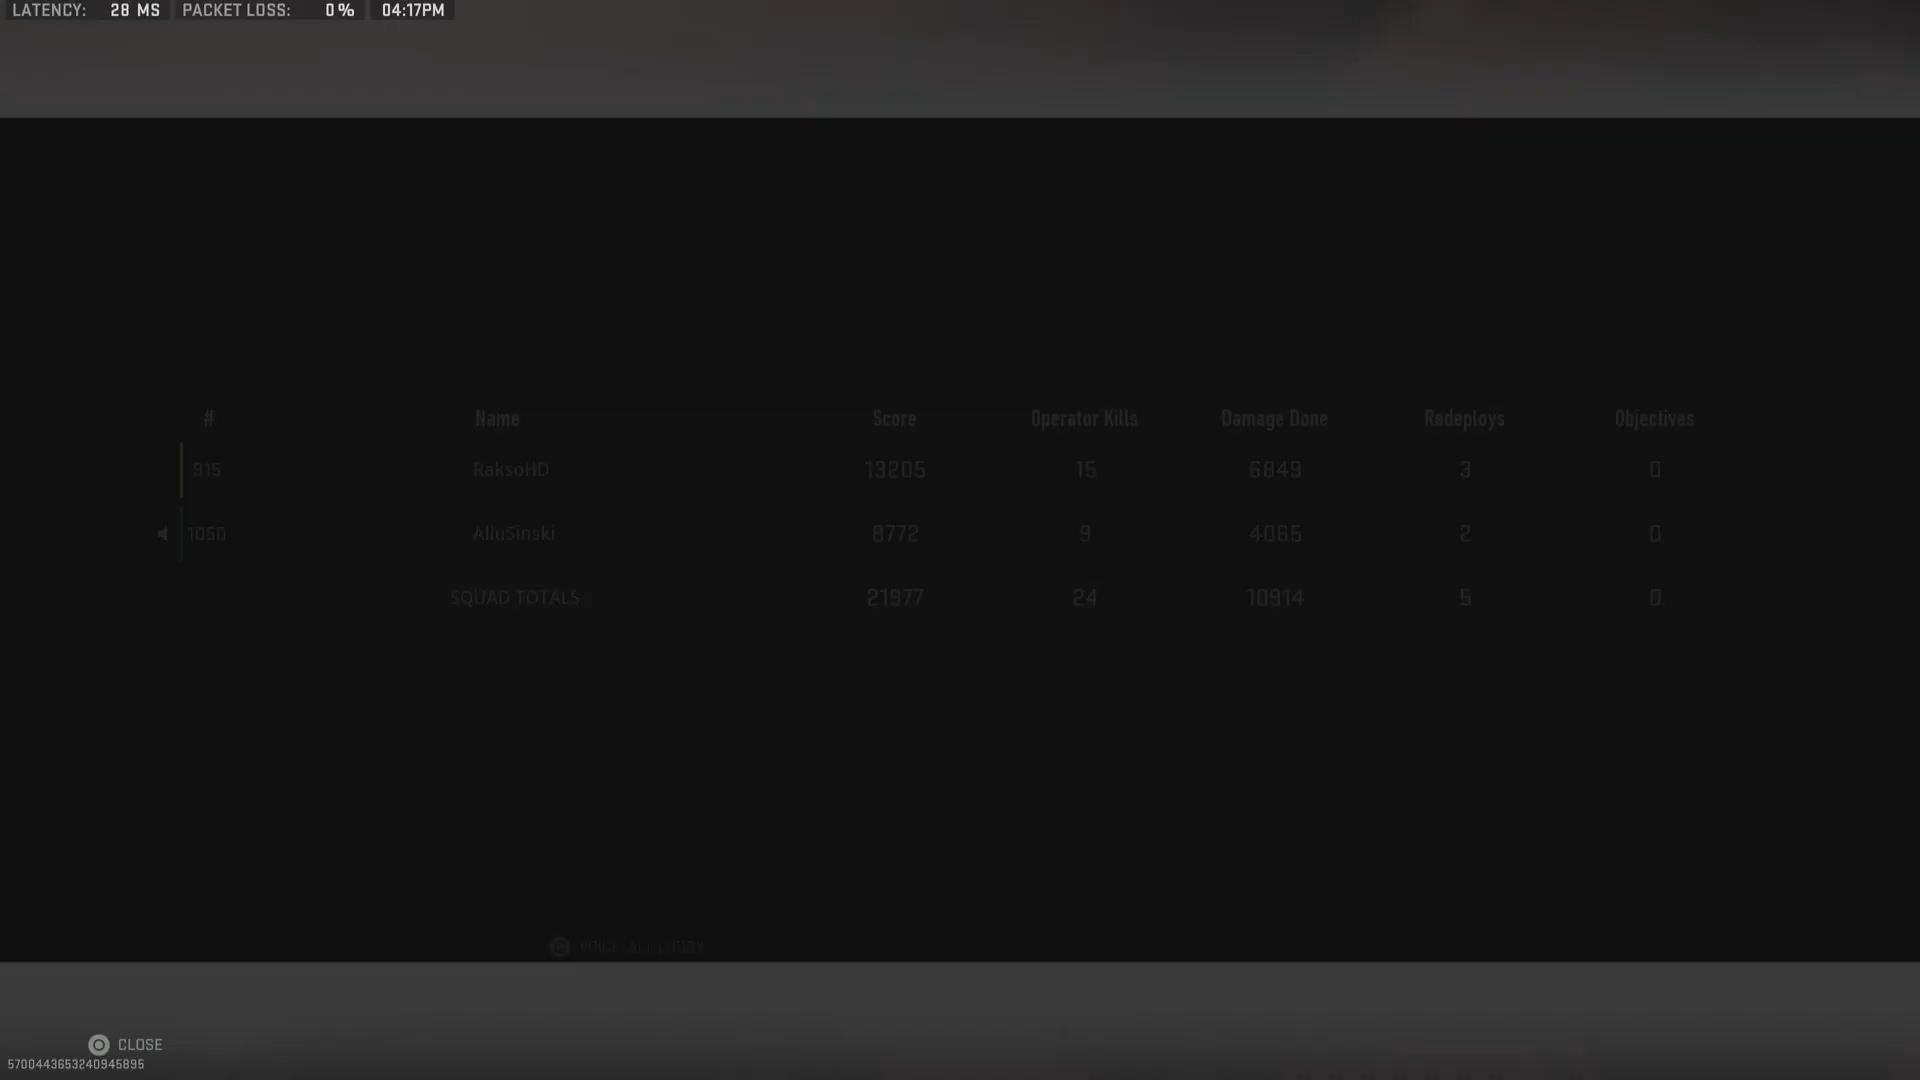 LATENCY: 28 MS PACKET LOSS: 0 % 04:17PM
# Name Score Operator Kills Damage Done Redeploys Objectives
915 RaksoHD 13205 15 6849 3 0
1060 AlluSinski 8772 9 4065 2 0
SQUAD TOTALS 21977 24 10914 5 0
CLOSE
5700443653240945895